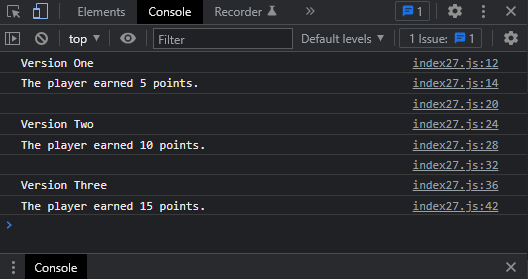 Elements Console Recorder 1
top Filter Default levels 1 Issue: 1
Version One index27.js:12
The player earned 5 points. index27.js:14
index27.js:20
Version Two index27.js:24
The player earned 10 points. index27.js:28
index27.js:32
Version Three index27.js:36
The player earned 15 points. index27.js:42
Console